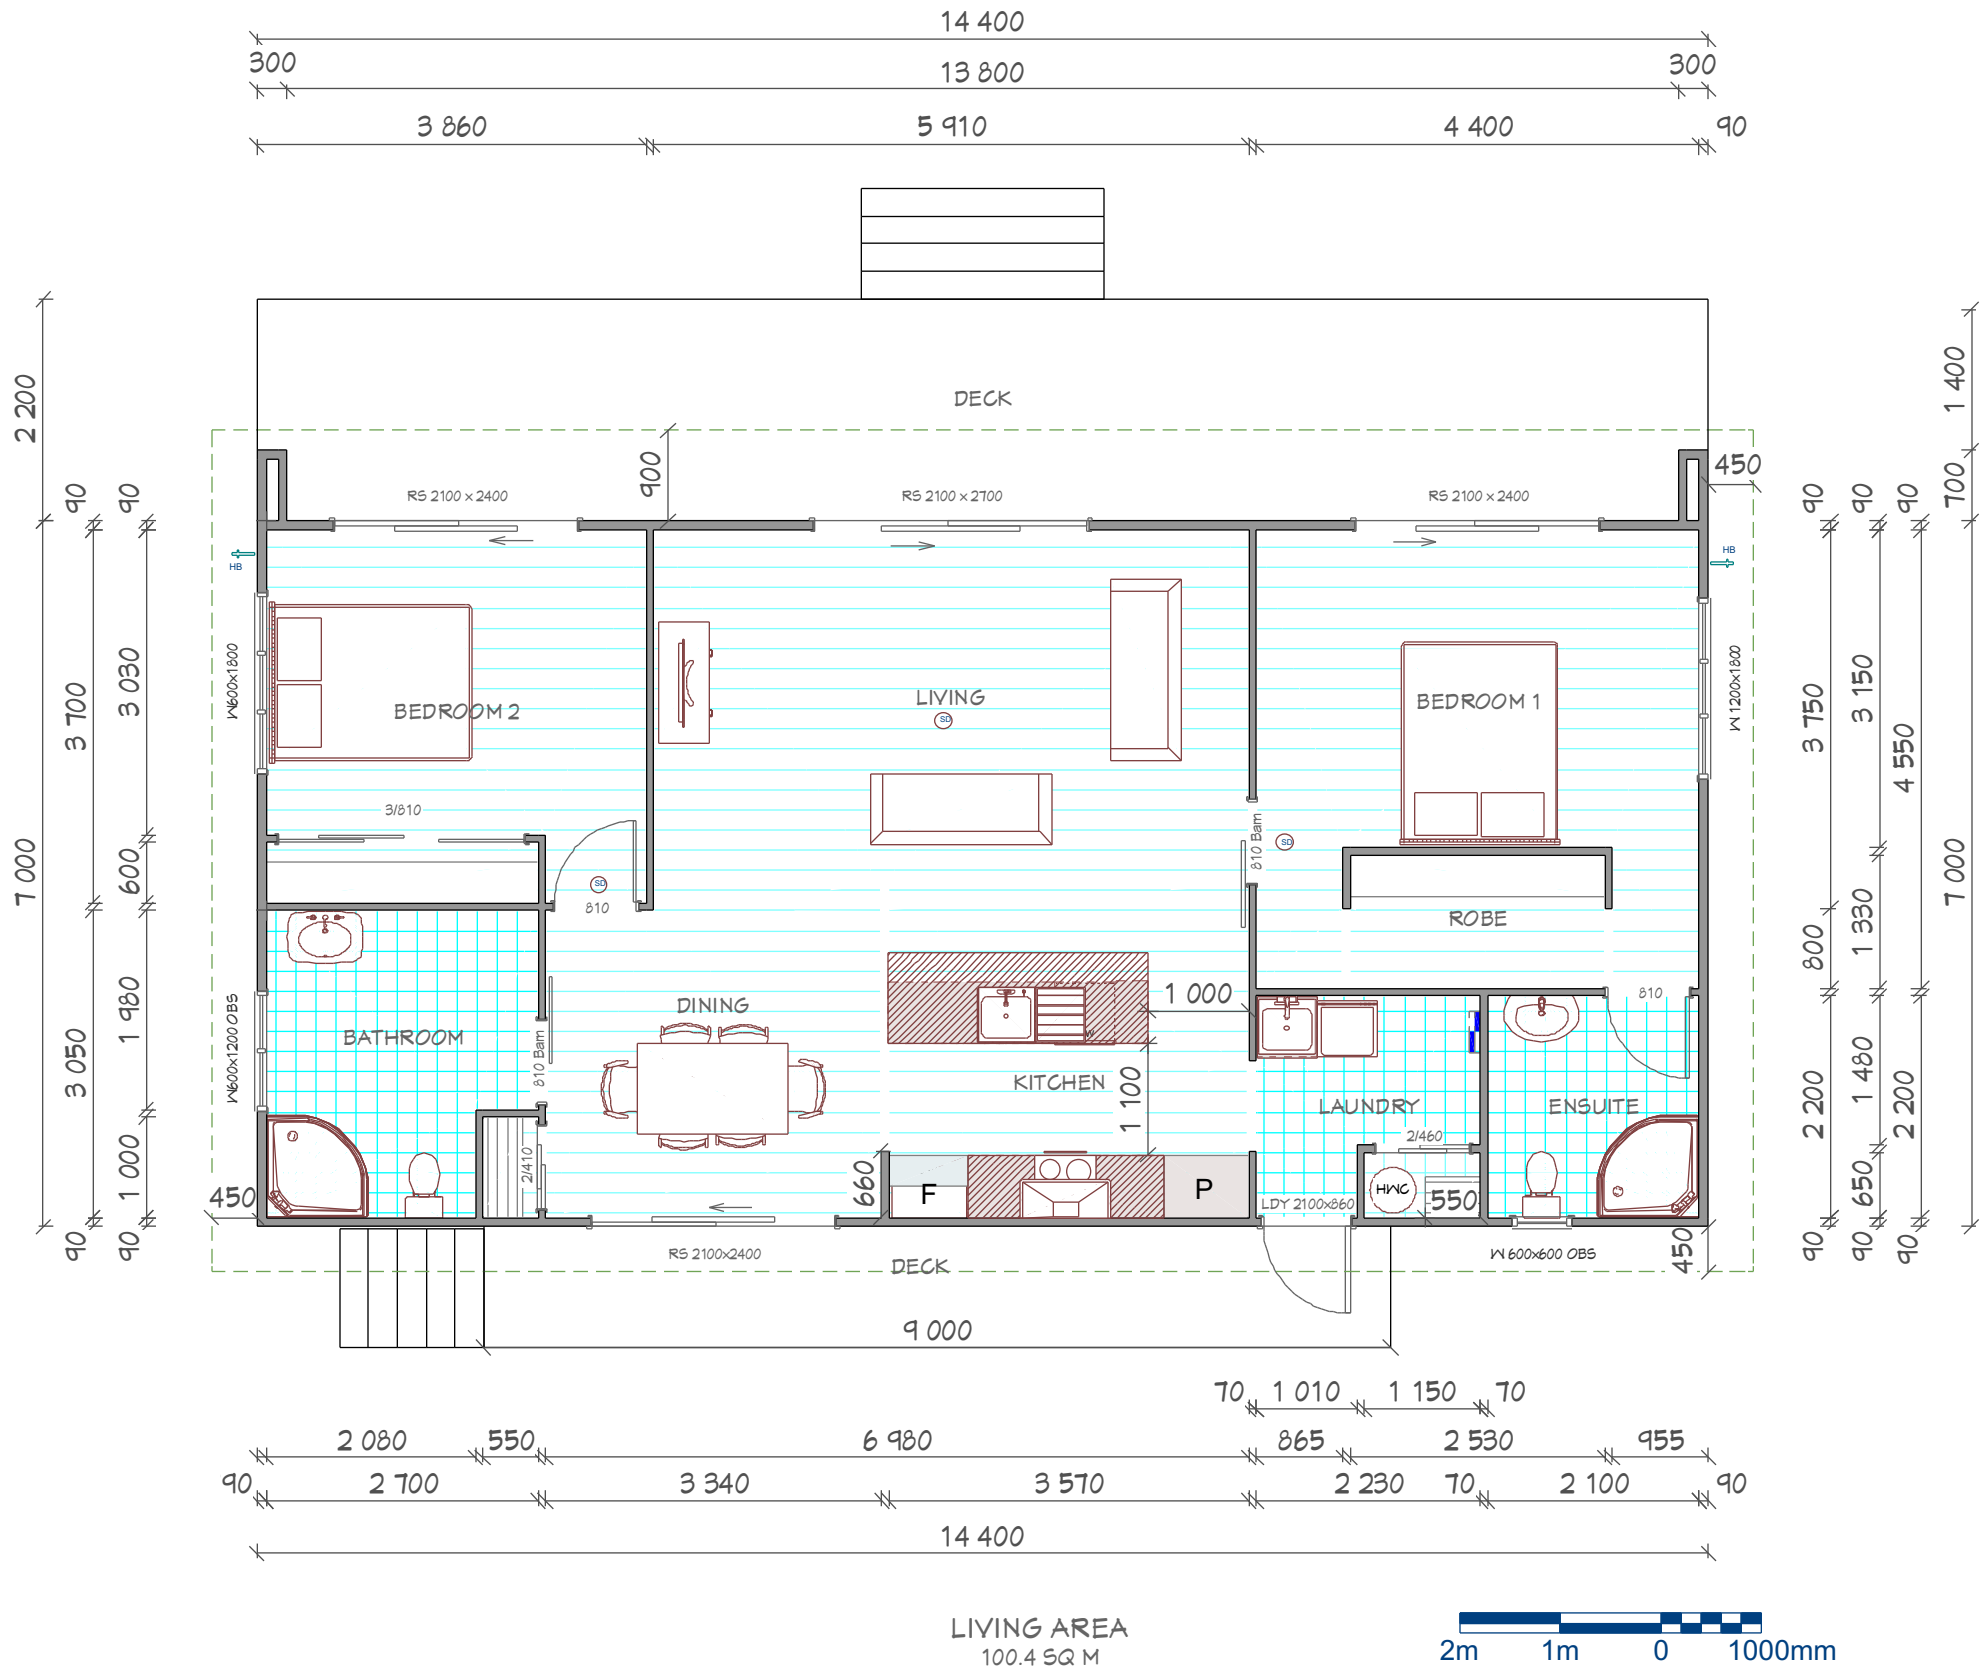 14 400
300
13 800
300
3 860
5 910
4 400
90
2 200
DECK
1 400
900
450
700
RS 2100 x 2400
RS 2100 x 2700
RS 2100 x 2400
90
90
90
90
90
HB
HB
W600x1800
W 1200x1800
3 030
3 700
3 150
3 750
4 550
LIVING
SD
BEDROOM 2
BEDROOM 1
3/810
810 Barn
SD
7 000
600
SD
810
7 000
ROBE
1 330
800
1 980
W600x1200 OBS
3 050
BATHROOM
DINING
1 000
810
W
810 Barn
KITCHEN
1 100
LAUNDRY
ENSUITE
1 480
2 200
2 200
2/460
1 000
2/410
660
F
P
HWC
550
650
LDY 2100x860
450
90
90
RS 2100x2400
DECK
W 600x600 OBS
450
90
90
90
9 000
70
1 010
1 150
70
2 080
550
6 980
865
2 530
955
90
2 700
3 340
3 570
2 230
70
2 100
90
14 400
LIVING AREA
100.4 SQ M
2m
1m
0
1000mm